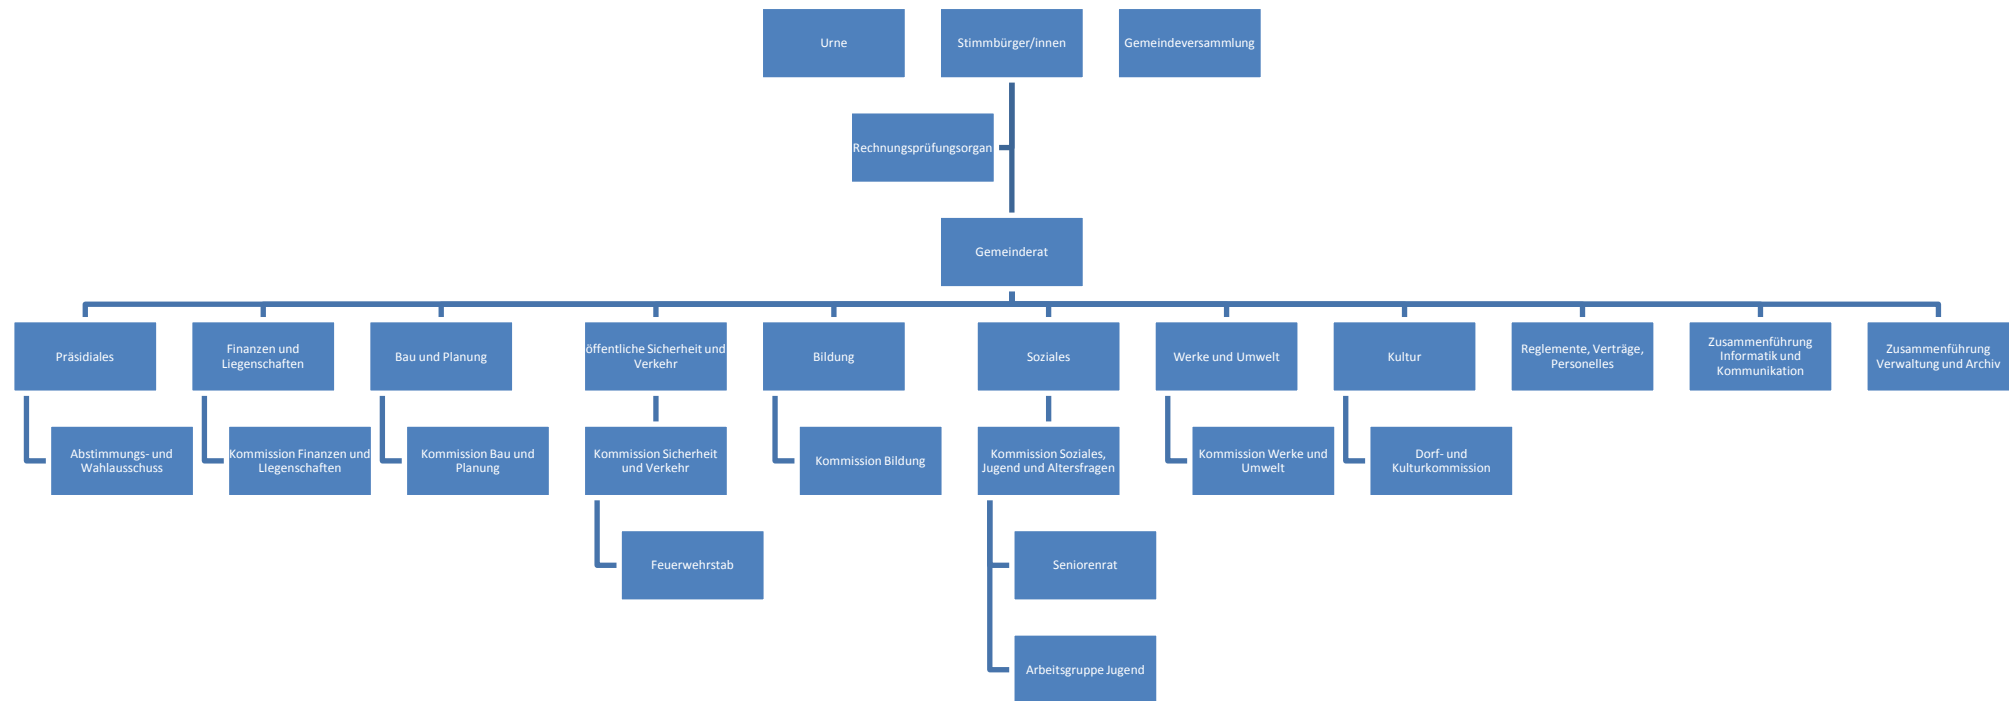 Urne
Stimmbürger/innen
Gemeindeversammlung
Rechnungsprüfungsorgan
Gemeinderat
Präsidiales
Finanzen und
Liegenschaften
Bau und Planung
öffentliche Sicherheit und
Verkehr
Bildung
Soziales
Werke und Umwelt
Kultur
Reglemente, Verträge,
Personelles
Zusammenführung
Informatik und
Kommunikation
Zusammenführung
Verwaltung und Archiv
Abstimmungs- und
Wahlausschuss
Kommission Finanzen und
LIegenschaften
Kommission Bau und
Planung
Kommission Sicherheit
und Verkehr
Kommission Bildung
Kommission Soziales,
Jugend und Altersfragen
Kommission Werke und
Umwelt
Dorf- und
Kulturkommission
Feuerwehrstab
Seniorenrat
Arbeitsgruppe Jugend